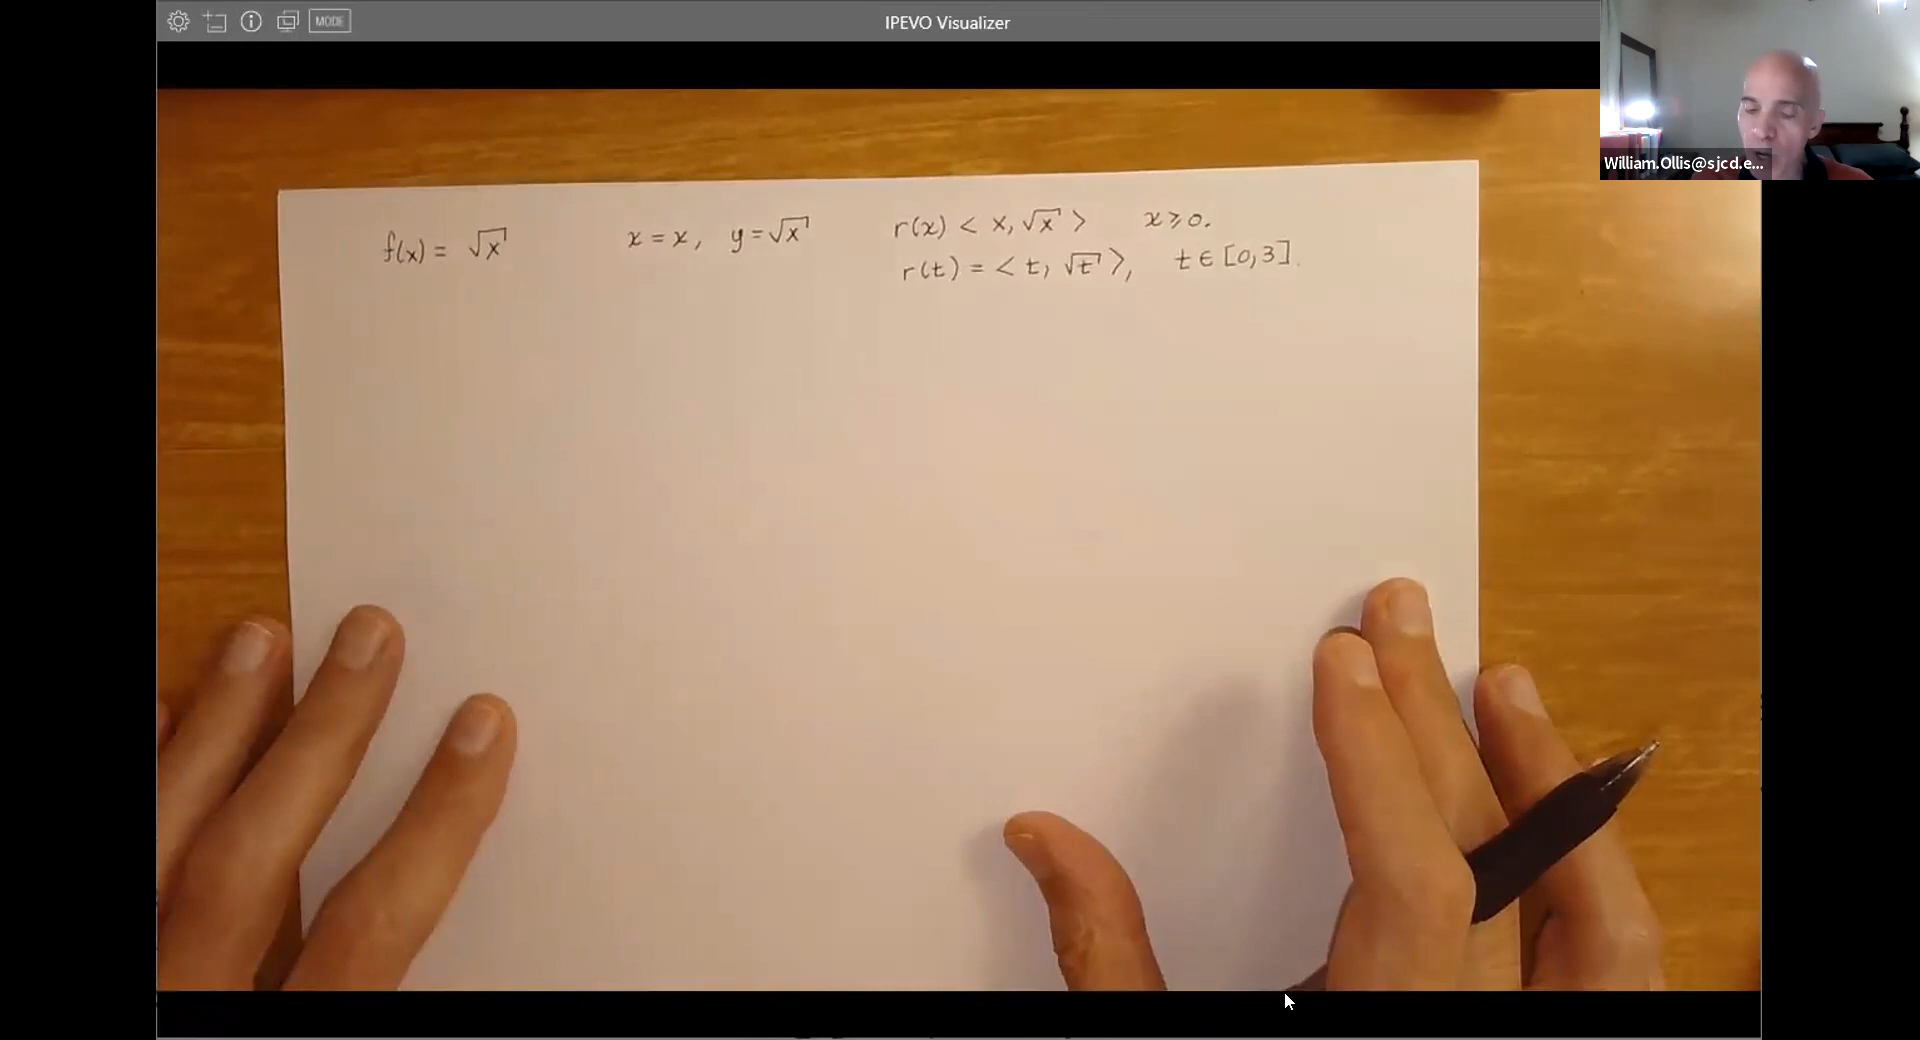 MODE
IPEVO Visualizer
William.Ollis@sjcd.e...
f(x) = √x
x = x, y = √x
r(x) < x, √x > x ≥ 0.
r(t) = < t, √t >, t ∈ [0,3].